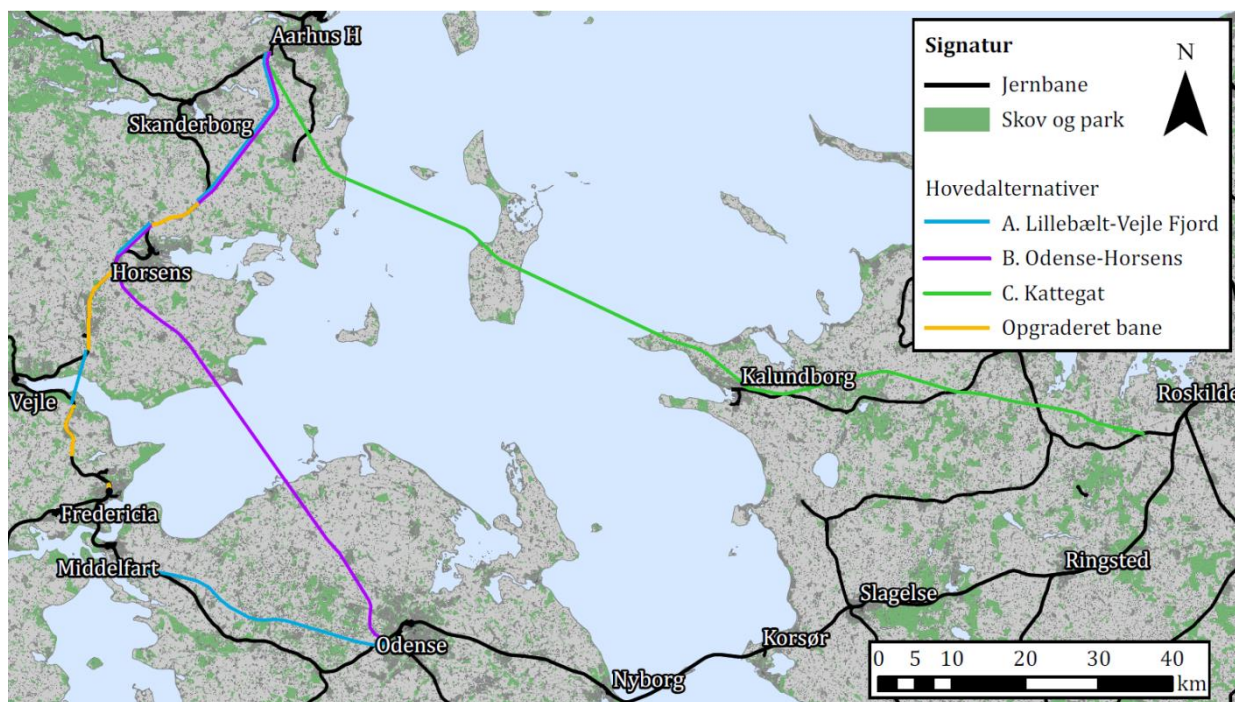 Aarhus H
Skanderborg
Horsens
Vejle
Fredericia
Middelfart
Odense
Nyborg
Korsør
Slagelse
Ringsted
Kalundborg
Roskilde
Signatur
N
Jernbane
Skov og park
Hovedalternativer
A. Lillebælt-Vejle Fjord
B. Odense-Horsens
C. Kattegat
Opgraderet bane
0 5 10 20 30 40
km